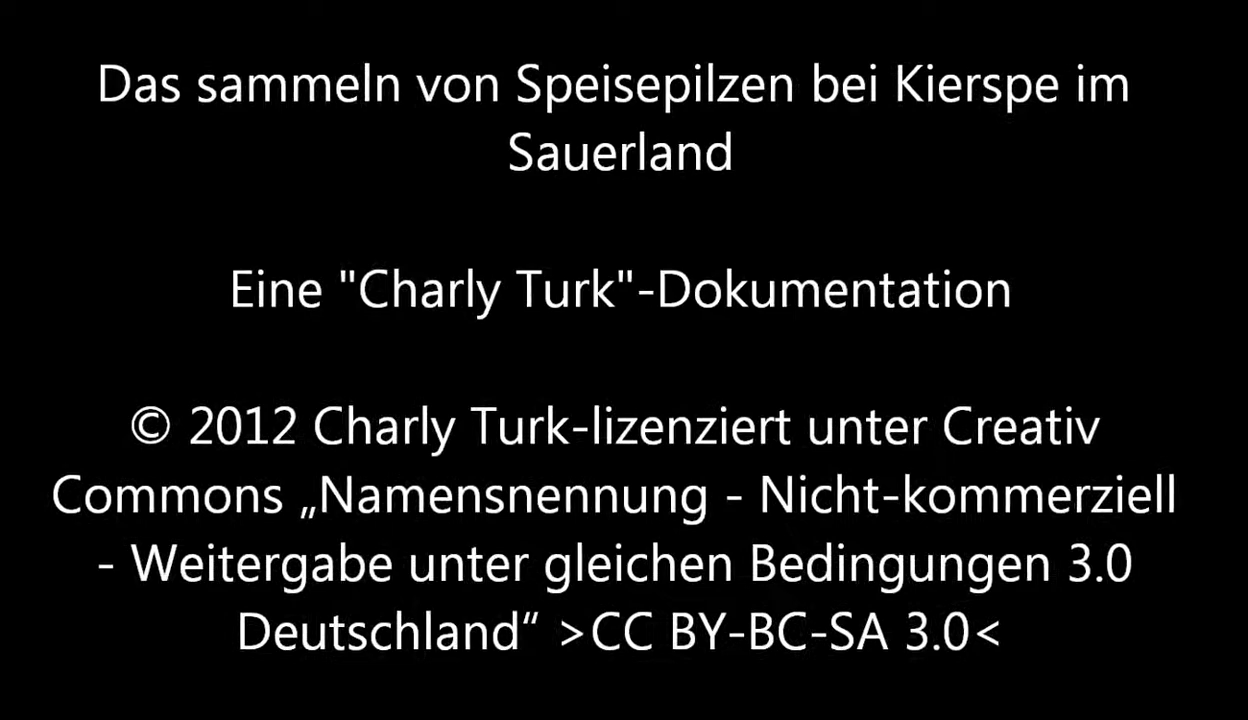 Das sammeln von Speisepilzen bei Kierspe im
Sauerland
Eine "Charly Turk"-Dokumentation
© 2012 Charly Turk-lizenziert unter Creativ
Commons „Namensnennung - Nicht-kommerziell
- Weitergabe unter gleichen Bedingungen 3.0
Deutschland“ >CC BY-BC-SA 3.0<